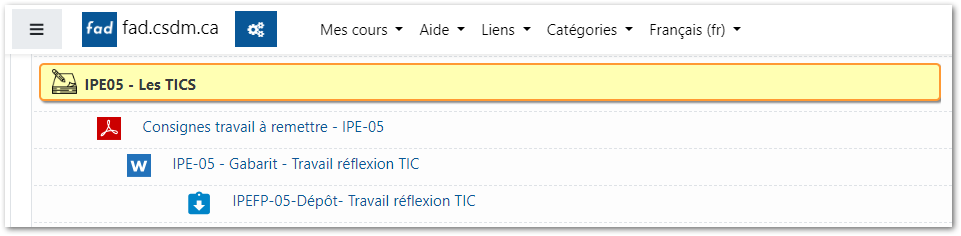 fad fad.csdm.ca Mes cours Aide Liens Catégories Français (fr)
IPE05 - Les TICS
Consignes travail à remettre - IPE-05
W IPE-05 - Gabarit - Travail réflexion TIC
IPEFP-05-Dépôt- Travail réflexion TIC